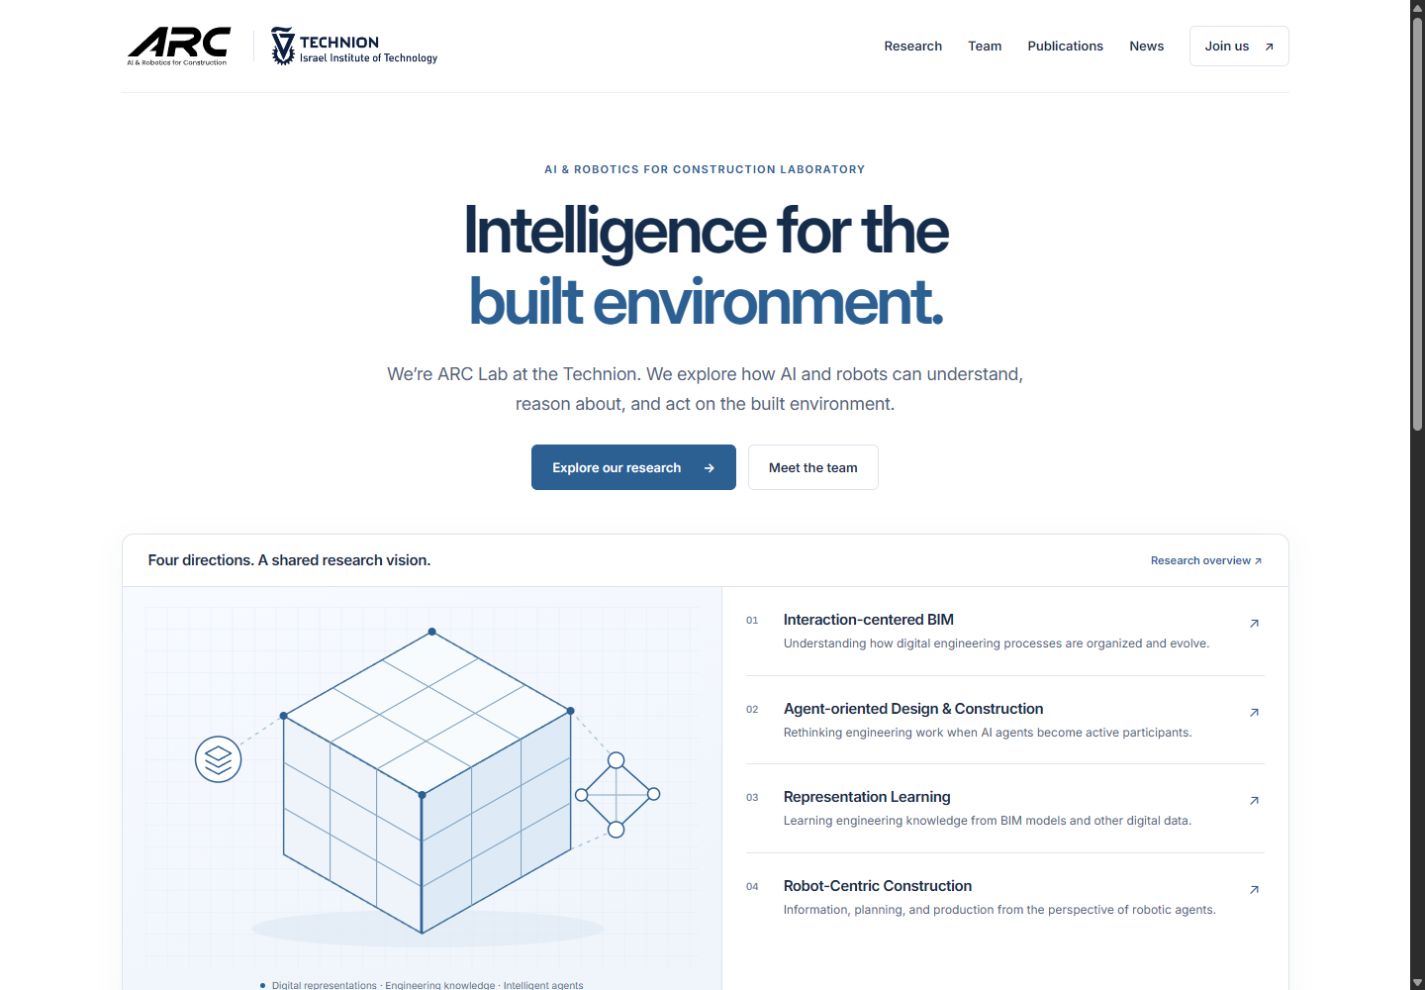 ARC
AI & Robotics for Construction
TECHNION
Israel Institute of Technology
Research
Team
Publications
News
Join us
AI & ROBOTICS FOR CONSTRUCTION LABORATORY
Intelligence for the
built environment.
We’re ARC Lab at the Technion. We explore how AI and robots can understand,
reason about, and act on the built environment.
Explore our research →
Meet the team
Four directions. A shared research vision.
Research overview ↗
01 Interaction-centered BIM
Understanding how digital engineering processes are organized and evolve.
02 Agent-oriented Design & Construction
Rethinking engineering work when AI agents become active participants.
03 Representation Learning
Learning engineering knowledge from BIM models and other digital data.
04 Robot-Centric Construction
Information, planning, and production from the perspective of robotic agents.
Digital representations · Engineering knowledge · Intelligent agents